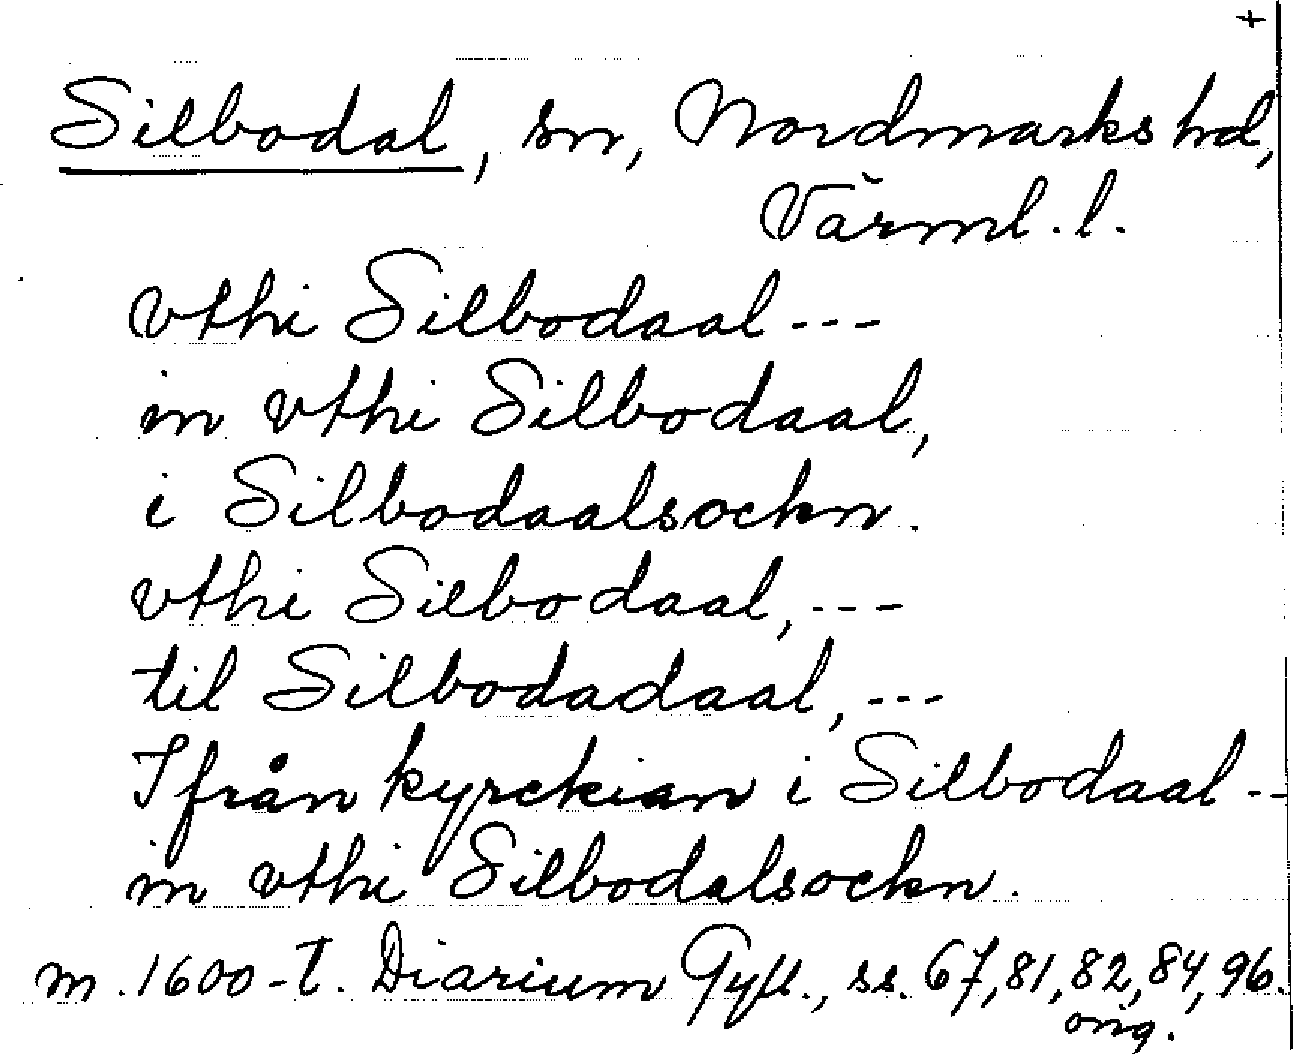 +
Silbodal, sn, Nordmarks hd,
Värml. l.
vthi Silbodaal ---
in vthi Silbodaal,
i Silbodaalsockn.
vthi Silbodaal, ---
til Silbodadaal, ---
Ifrån kyrckian i Silbodaal --
in vthi Silbodalsockn.
m. 1600-t. Diarium Gyll., ss. 67, 81, 82, 84, 96.
orig.